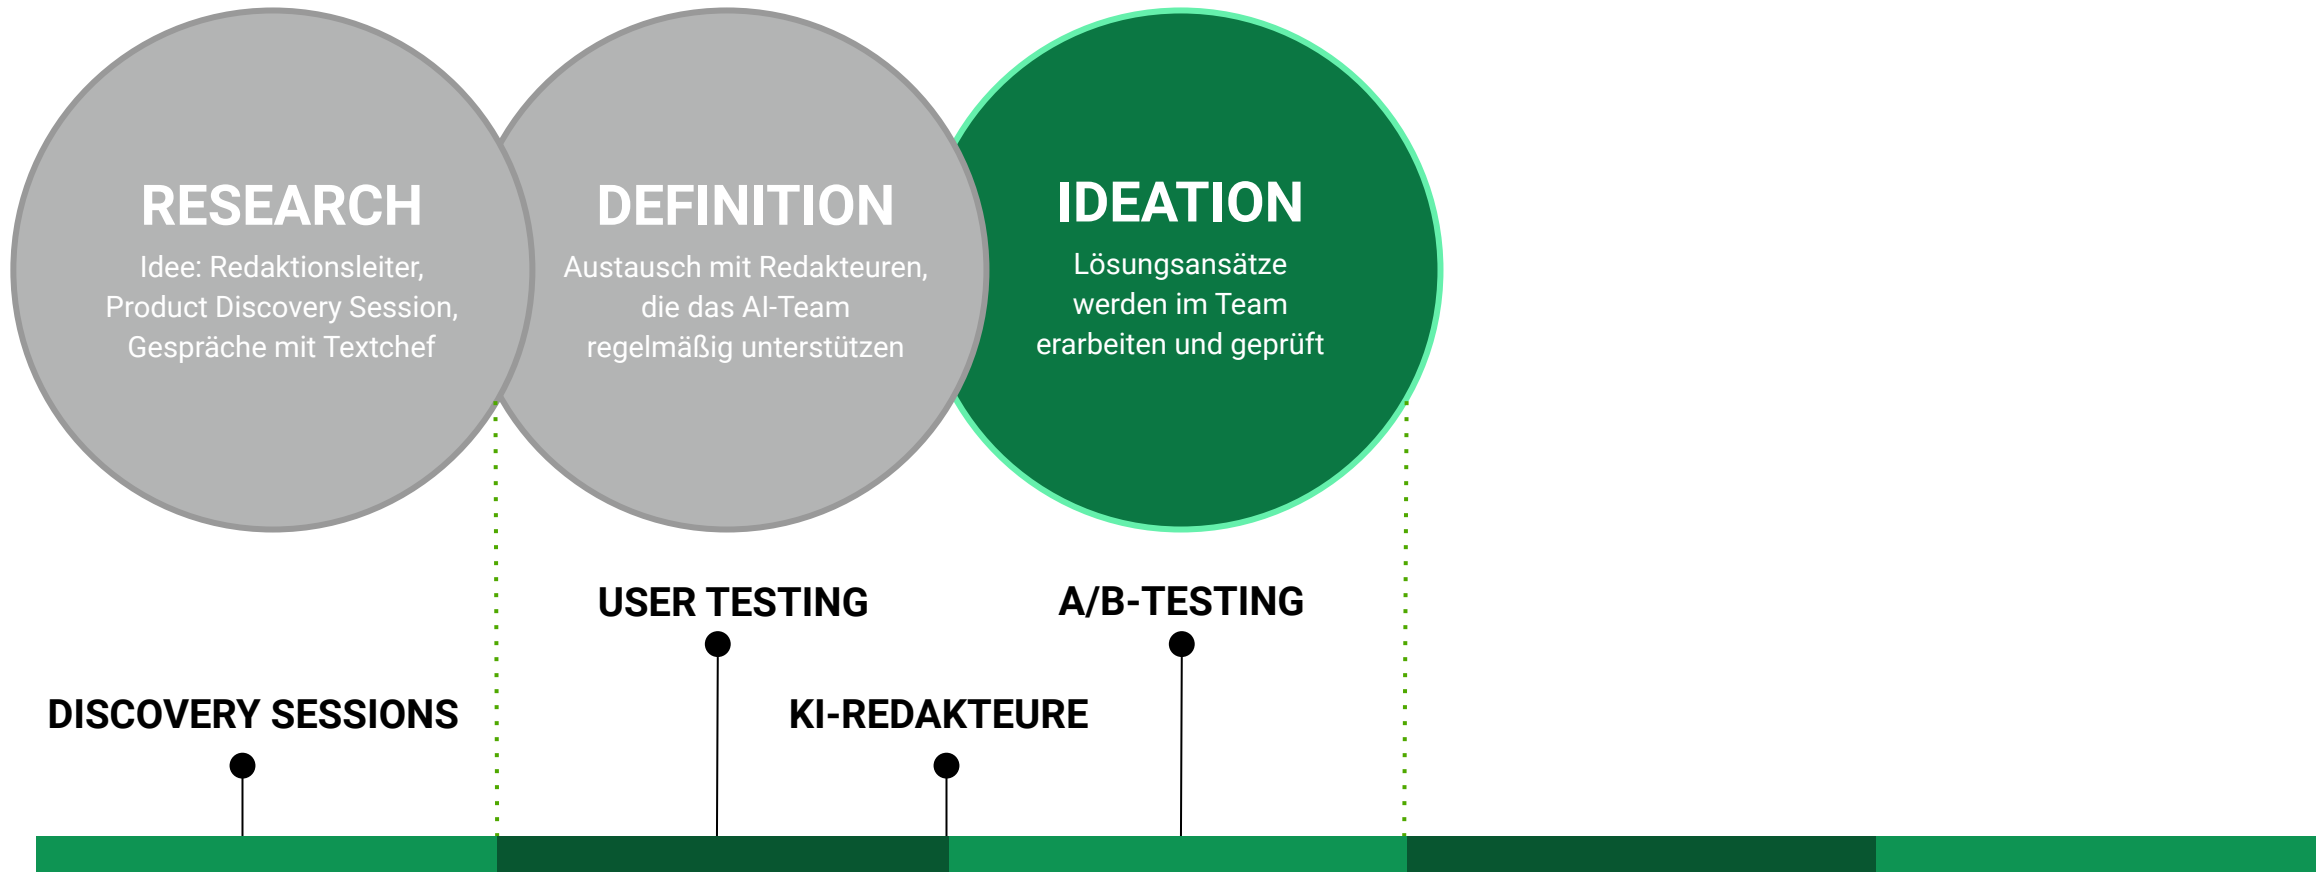 RESEARCH
Idee: Redaktionsleiter,
Product Discovery Session,
Gespräche mit Textchef
DEFINITION
Austausch mit Redakteuren,
die das AI-Team
regelmäßig unterstützen
IDEATION
Lösungsansätze
werden im Team
erarbeiten und geprüft
DISCOVERY SESSIONS
USER TESTING
KI-REDAKTEURE
A/B-TESTING